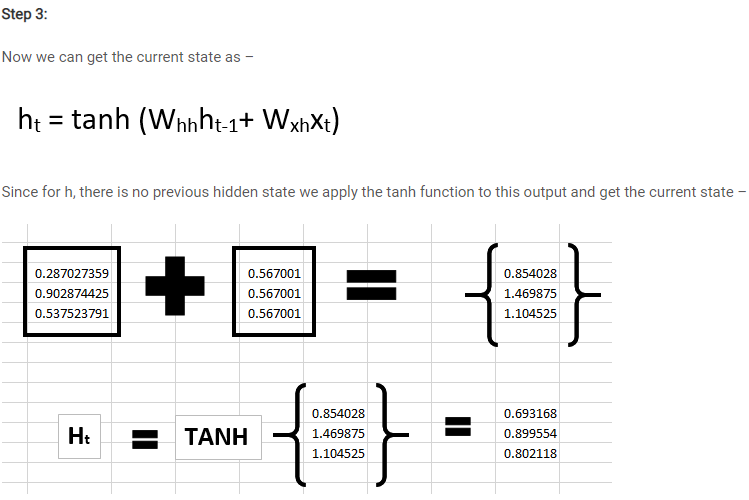 Step 3:
Now we can get the current state as –
hₜ = tanh (Wₕₕhₜ₋₁+ Wₓₕxₜ)
Since for h, there is no previous hidden state we apply the tanh function to this output and get the current state –
0.287027359 0.567001 0.854028
0.902874425 + 0.567001 = 1.469875
0.537523791 0.567001 1.104525
0.854028 0.693168
Hₜ = TANH 1.469875 = 0.899554
1.104525 0.802118